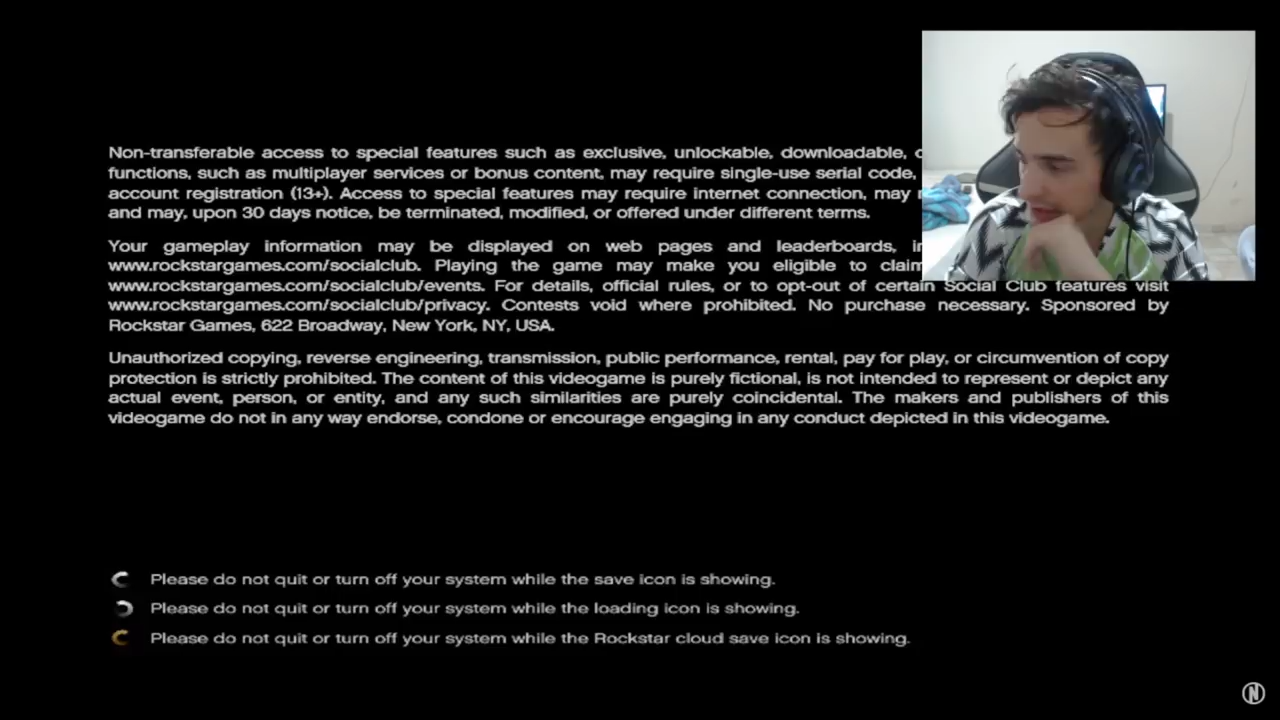 Non-transferable access to special features such as exclusive, unlockable, downloadable,
functions, such as multiplayer services or bonus content, may require single-use serial code,
account registration (13+). Access to special features may require internet connection, may
and may, upon 30 days notice, be terminated, modified, or offered under different terms.
Your gameplay information may be displayed on web pages and leaderboards,
www.rockstargames.com/socialclub. Playing the game may make you eligible to claim
www.rockstargames.com/socialclub/events. For details, official rules, or to opt-out of certain Social Club features visit
www.rockstargames.com/socialclub/privacy. Contests void where prohibited. No purchase necessary. Sponsored by
Rockstar Games, 622 Broadway, New York, NY, USA.
Unauthorized copying, reverse engineering, transmission, public performance, rental, pay for play, or circumvention of copy
protection is strictly prohibited. The content of this videogame is purely fictional, is not intended to represent or depict any
actual event, person, or entity, and any such similarities are purely coincidental. The makers and publishers of this
videogame do not in any way endorse, condone or encourage engaging in any conduct depicted in this videogame.
Please do not quit or turn off your system while the save icon is showing.
Please do not quit or turn off your system while the loading icon is showing.
Please do not quit or turn off your system while the Rockstar cloud save icon is showing.
N